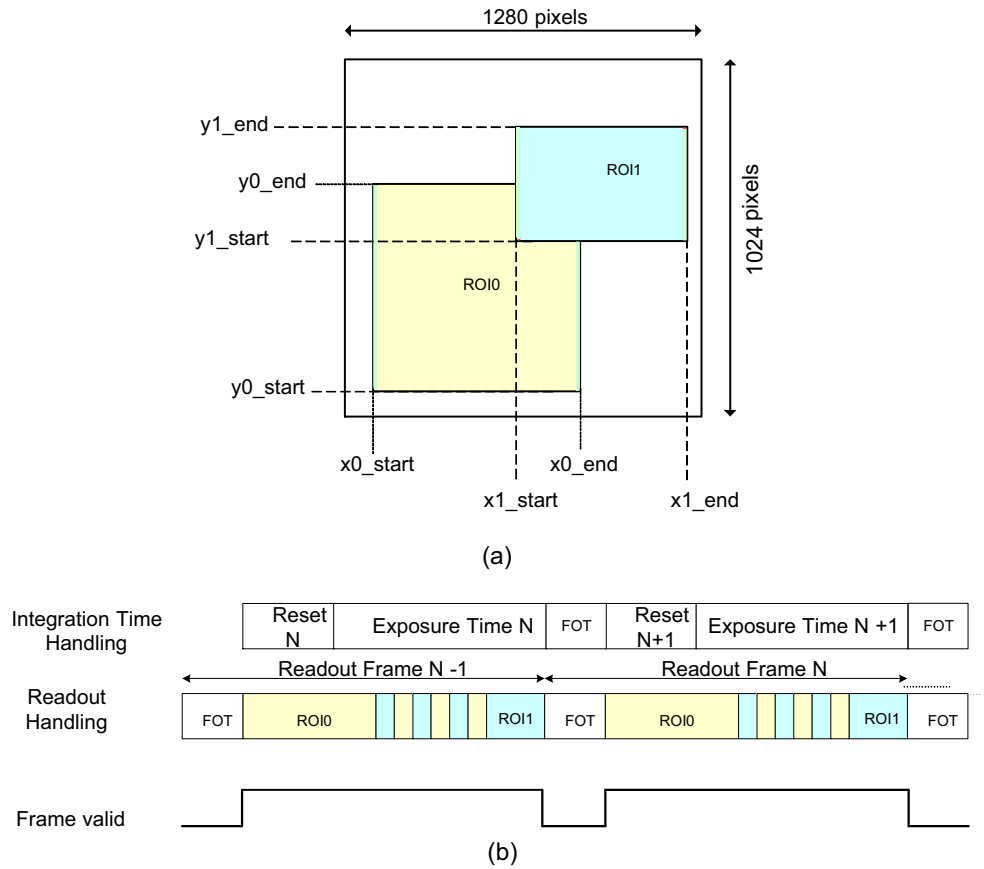 1280 pixels
y1_end
ROI1
y0_end
1024 pixels
y1_start
ROI0
y0_start
x0_start
x0_end
x1_start
x1_end
(a)
Integration Time
Handling
Reset
N
Exposure Time N
FOT
Reset
N+1
Exposure Time N +1
FOT
Readout Frame N -1
Readout Frame N
Readout
Handling
FOT
ROI0
ROI1
FOT
ROI0
ROI1
FOT
Frame valid
(b)